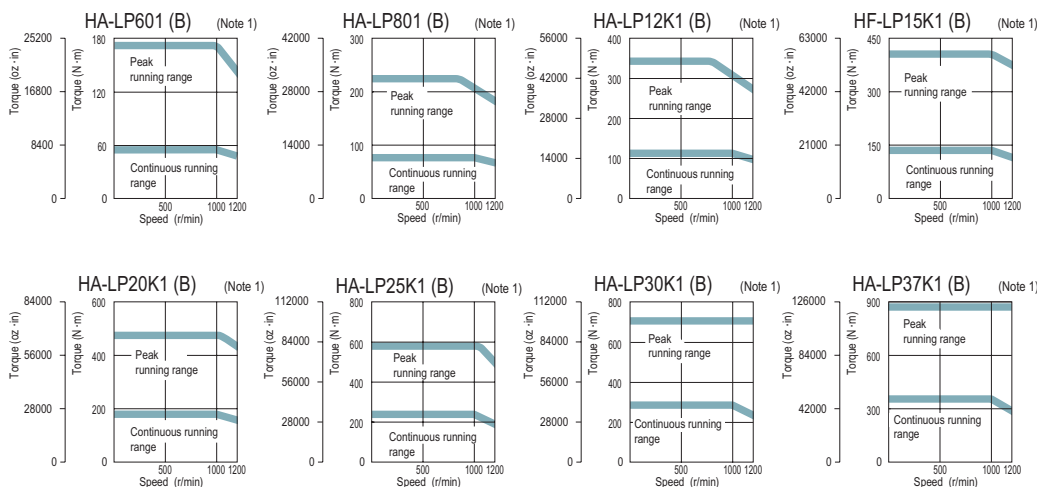 HA-LP601 (B) (Note 1)
Torque (oz·in)
25200
16800
8400
0
Torque (N·m)
180
120
60
0
Peak
running range
Continuous running
range
500 1000 1200
Speed (r/min)
HA-LP801 (B) (Note 1)
Torque (oz·in)
42000
28000
14000
0
Torque (N·m)
300
200
100
0
Peak
running range
Continuous running
range
500 1000 1200
Speed (r/min)
HA-LP12K1 (B) (Note 1)
Torque (oz·in)
56000
42000
28000
14000
0
Torque (N·m)
400
300
200
100
0
Peak
running range
Continuous running
range
500 1000 1200
Speed (r/min)
HF-LP15K1 (B) (Note 1)
Torque (oz·in)
63000
42000
21000
0
Torque (N·m)
450
300
150
0
Peak
running range
Continuous running
range
500 1000 1200
Speed (r/min)
HA-LP20K1 (B) (Note 1)
Torque (oz·in)
84000
56000
28000
0
Torque (N·m)
600
400
200
0
Peak
running range
Continuous running
range
500 1000 1200
Speed (r/min)
HA-LP25K1 (B) (Note 1)
Torque (oz·in)
112000
84000
56000
28000
0
Torque (N·m)
800
600
400
200
0
Peak
running range
Continuous running
range
500 1000 1200
Speed (r/min)
HA-LP30K1 (B) (Note 1)
Torque (oz·in)
112000
84000
56000
28000
0
Torque (N·m)
800
600
400
200
0
Peak
running range
Continuous running
range
500 1000 1200
Speed (r/min)
HA-LP37K1 (B) (Note 1)
Torque (oz·in)
126000
84000
42000
0
Torque (N·m)
900
600
300
0
Peak
running range
Continuous running
range
500 1000 1200
Speed (r/min)